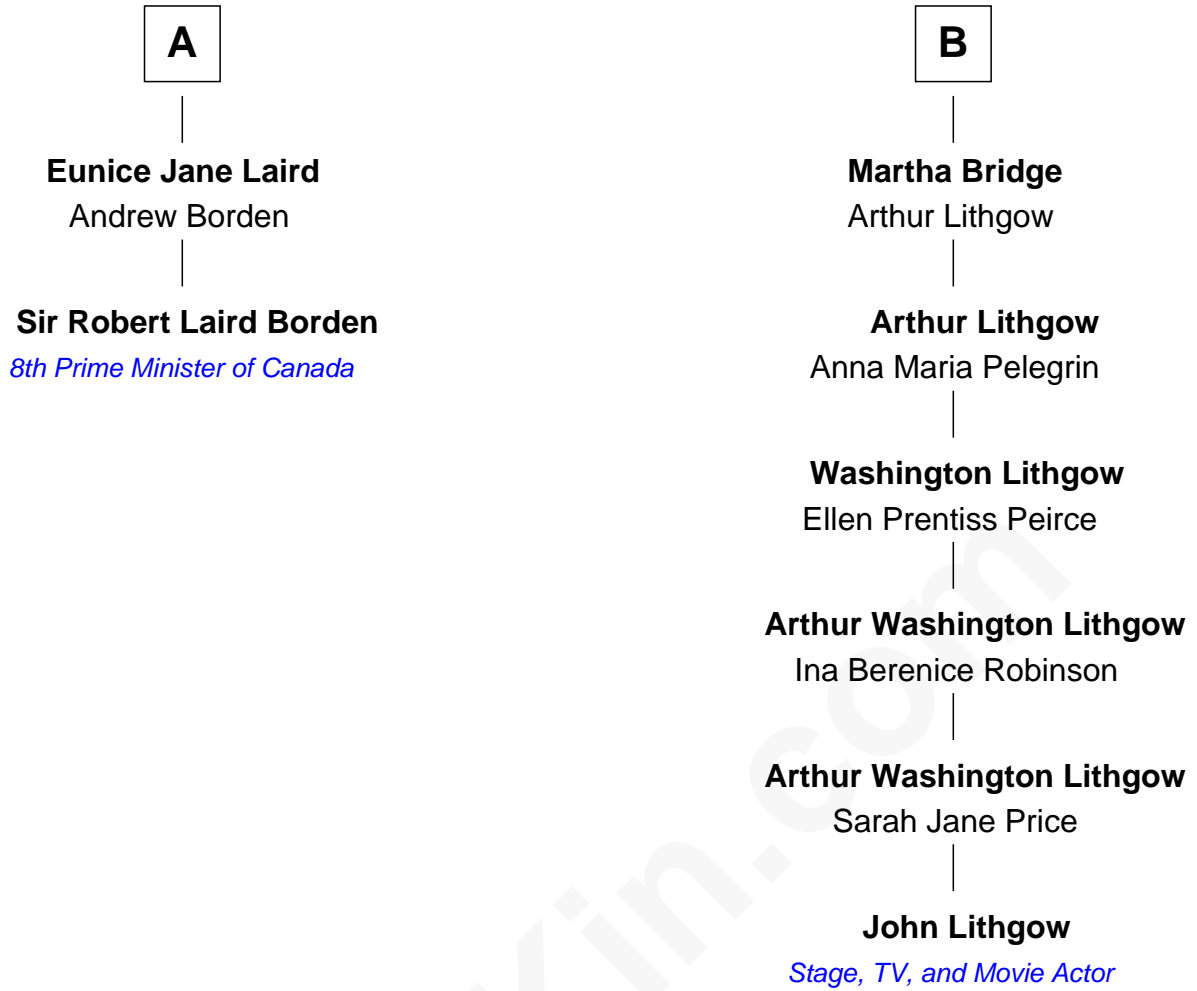 A
Eunice Jane Laird
Andrew Borden
Sir Robert Laird Borden
8th Prime Minister of Canada
B
Martha Bridge
Arthur Lithgow
Arthur Lithgow
Anna Maria Pelegrin
Washington Lithgow
Ellen Prentiss Peirce
Arthur Washington Lithgow
Ina Berenice Robinson
Arthur Washington Lithgow
Sarah Jane Price
John Lithgow
Stage, TV, and Movie Actor
Kin.com